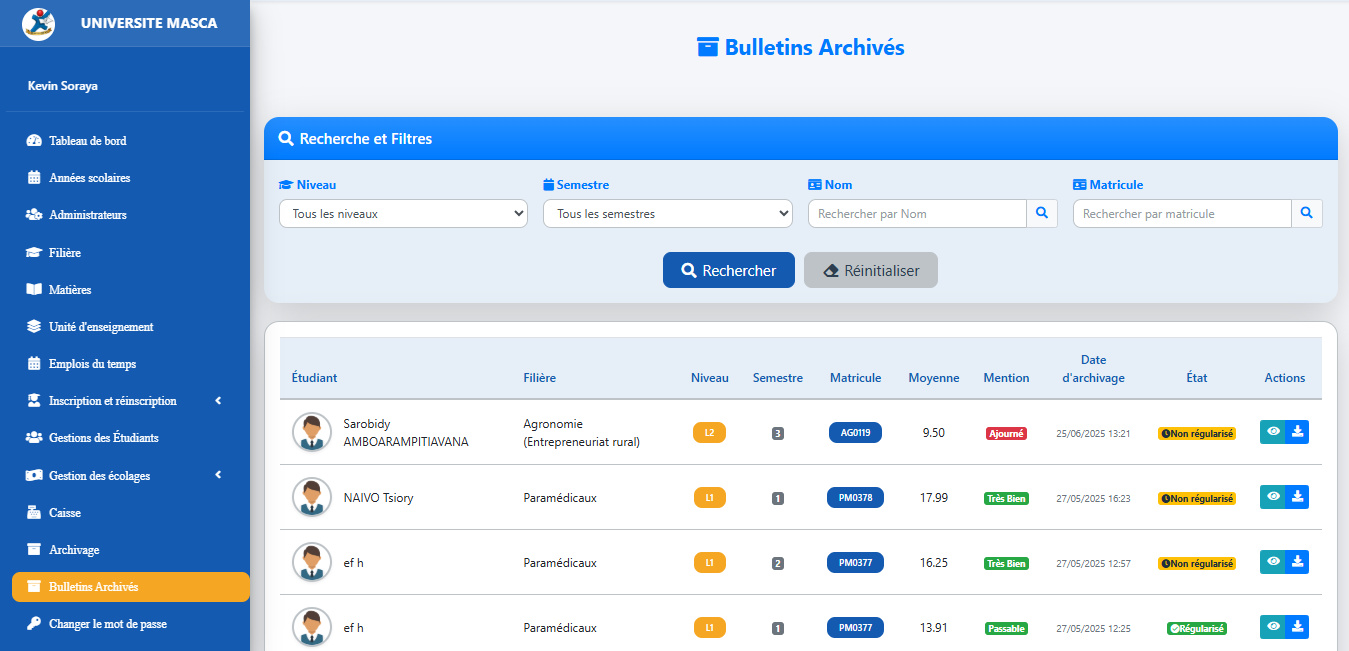 UNIVERSITE MASCA
Kevin Soraya
Tableau de bord
Années scolaires
Administrateurs
Filière
Matières
Unité d'enseignement
Emplois du temps
Inscription et réinscription
Gestions des Étudiants
Gestion des écolages
Caisse
Archivage
Bulletins Archivés
Changer le mot de passe
Bulletins Archivés
Recherche et Filtres
Niveau Semestre Nom Matricule
Tous les niveaux Tous les semestres Rechercher par Nom Rechercher par matricule
Rechercher Réinitialiser
Étudiant Filière Niveau Semestre Matricule Moyenne Mention Date d'archivage État Actions
Sarobidy AMBOARAMPITIAVANA Agronomie (Entrepreneuriat rural) L2 3 AG0119 9.50 Ajourné 25/06/2025 13:21 Non régularisé
NAIVO Tsiory Paramédicaux L1 1 PM0378 17.99 Très Bien 27/05/2025 16:23 Non régularisé
ef h Paramédicaux L1 2 PM0377 16.25 Très Bien 27/05/2025 12:57 Non régularisé
ef h Paramédicaux L1 1 PM0377 13.91 Passable 27/05/2025 12:25 Régularisé